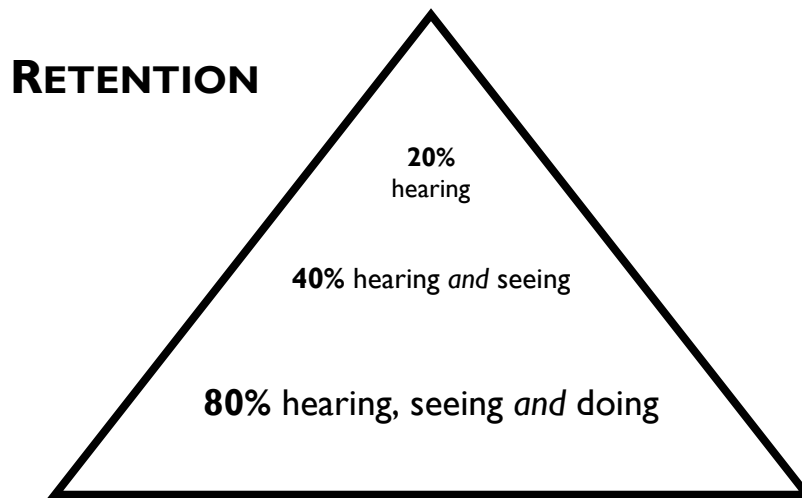 RETENTION
20%
hearing
40% hearing and seeing
80% hearing, seeing and doing